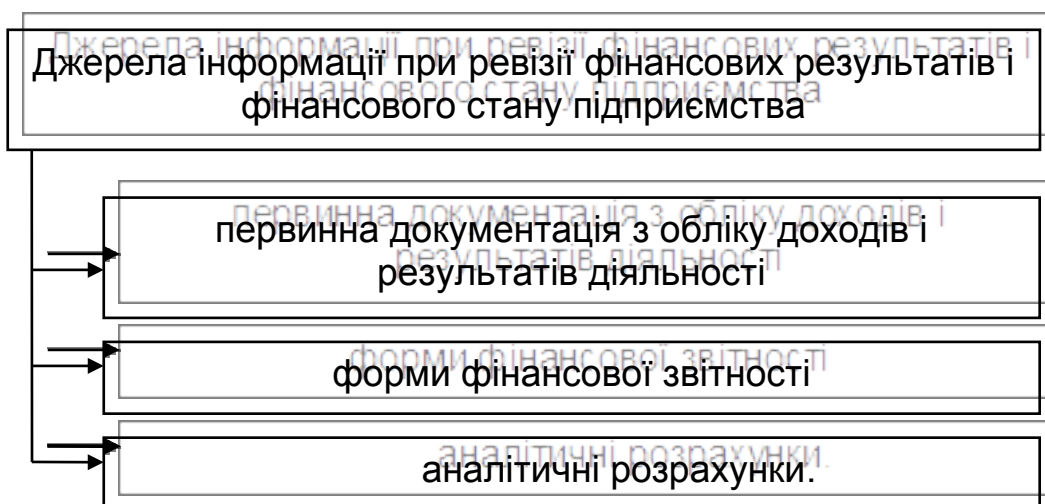 Джерела інформації при ревізії фінансових результатів і
фінансового стану підприємства
первинна документація з обліку доходів і
результатів діяльності
форми фінансової звітності
аналітичні розрахунки.